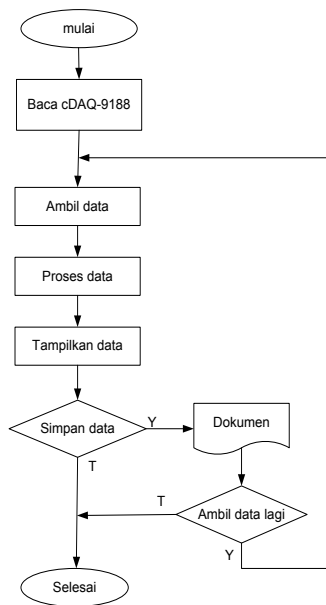 mulai
Baca cDAQ-9188
Ambil data
Proses data
Tampilkan data
Simpan data
Y
Dokumen
T
T
Ambil data lagi
Y
Selesai